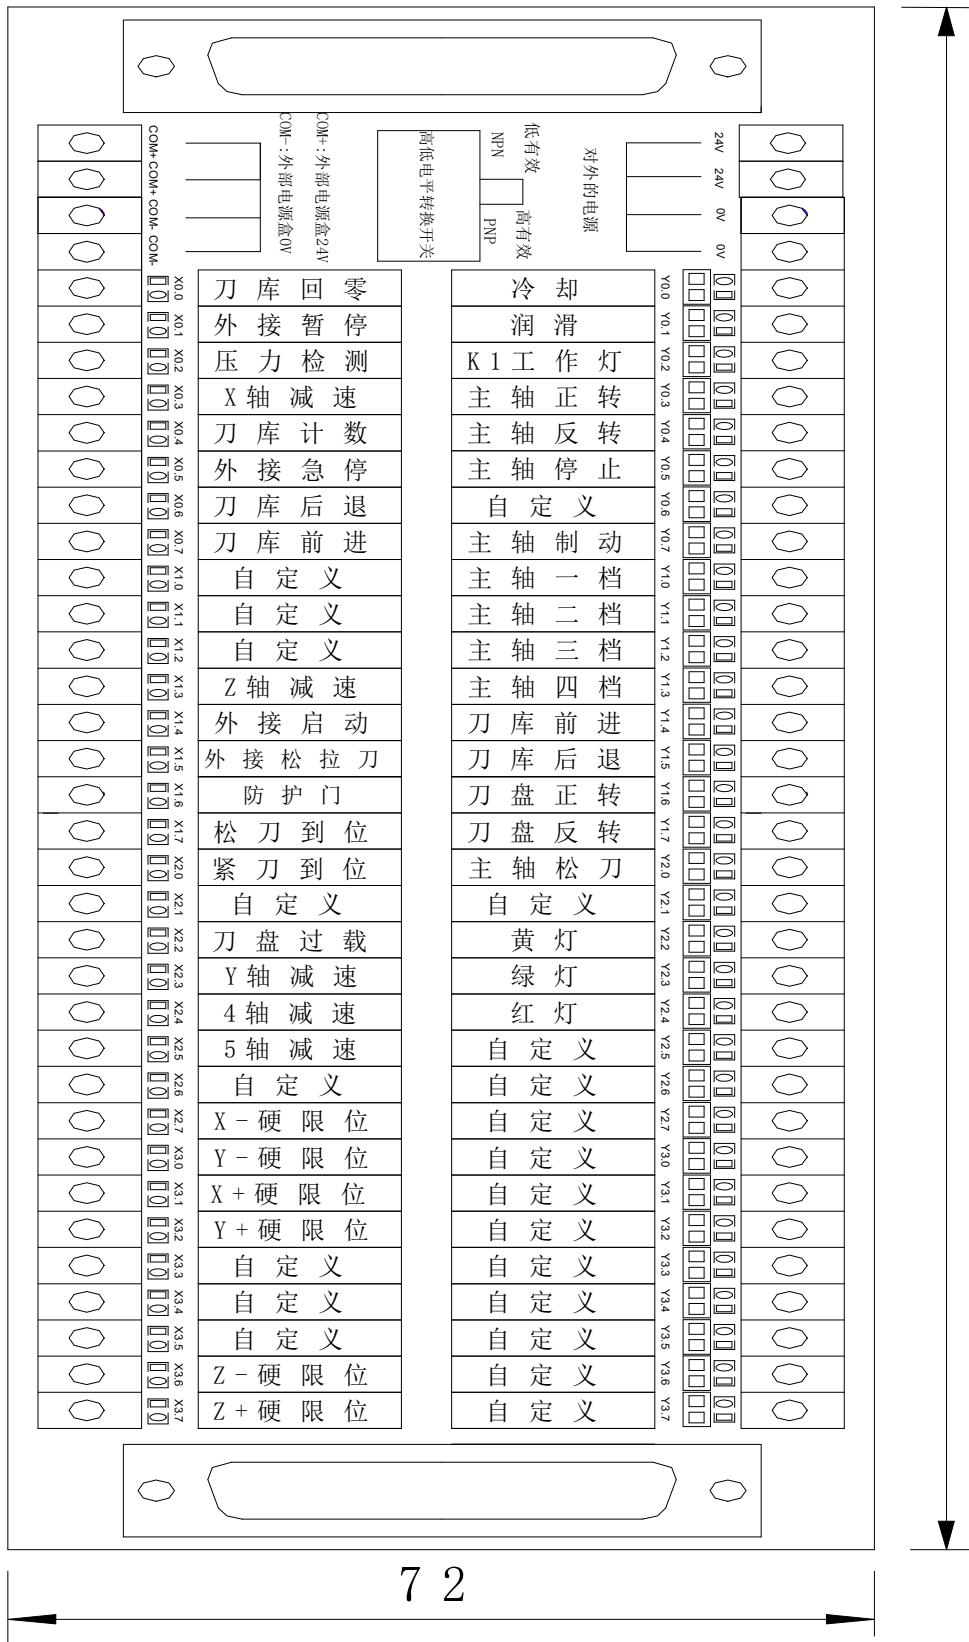 COM+ COM+ COM- COM-
COM-:外部电源盒0V
COM+:外部电源盒24V
高低电平转换开关
NPN
低有效
PNP
高有效
对外的电源
24V
24V
0V
0V
X0.0 刀库回零 冷却 Y0.0
X0.1 外接暂停 润滑 Y0.1
X0.2 压力检测 K1工作灯 Y0.2
X0.3 X轴减速 主轴正转 Y0.3
X0.4 刀库计数 主轴反转 Y0.4
X0.5 外接急停 主轴停止 Y0.5
X0.6 刀库后退 自定义 Y0.6
X0.7 刀库前进 主轴制动 Y0.7
X1.0 自定义 主轴一档 Y1.0
X1.1 自定义 主轴二档 Y1.1
X1.2 自定义 主轴三档 Y1.2
X1.3 Z轴减速 主轴四档 Y1.3
X1.4 外接启动 刀库前进 Y1.4
X1.5 外接松拉刀 刀库后退 Y1.5
X1.6 防护门 刀盘正转 Y1.6
X1.7 松刀到位 刀盘反转 Y1.7
X2.0 紧刀到位 主轴松刀 Y2.0
X2.1 自定义 自定义 Y2.1
X2.2 刀盘过载 黄灯 Y2.2
X2.3 Y轴减速 绿灯 Y2.3
X2.4 4轴减速 红灯 Y2.4
X2.5 5轴减速 自定义 Y2.5
X2.6 自定义 自定义 Y2.6
X2.7 X-硬限位 自定义 Y2.7
X3.0 Y-硬限位 自定义 Y3.0
X3.1 X+硬限位 自定义 Y3.1
X3.2 Y+硬限位 自定义 Y3.2
X3.3 自定义 自定义 Y3.3
X3.4 自定义 自定义 Y3.4
X3.5 自定义 自定义 Y3.5
X3.6 Z-硬限位 自定义 Y3.6
X3.7 Z+硬限位 自定义 Y3.7
72